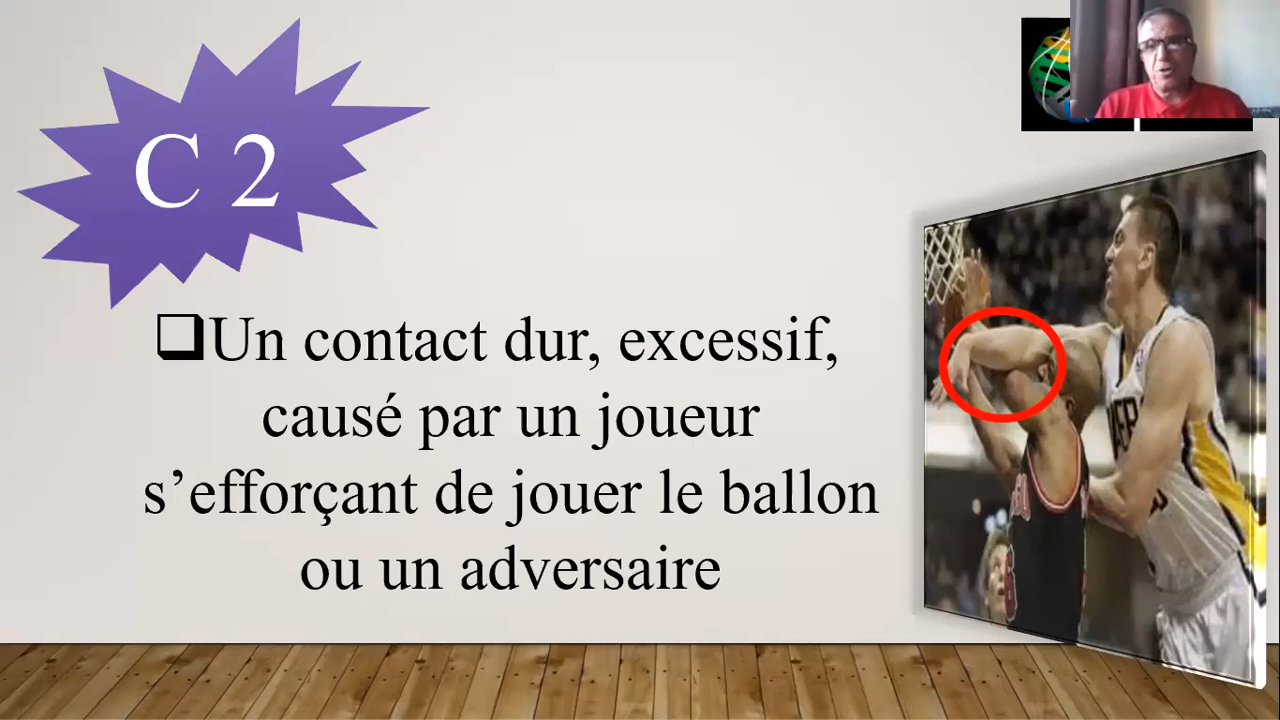 C 2
❑Un contact dur, excessif,
causé par un joueur
s’efforçant de jouer le ballon
ou un adversaire